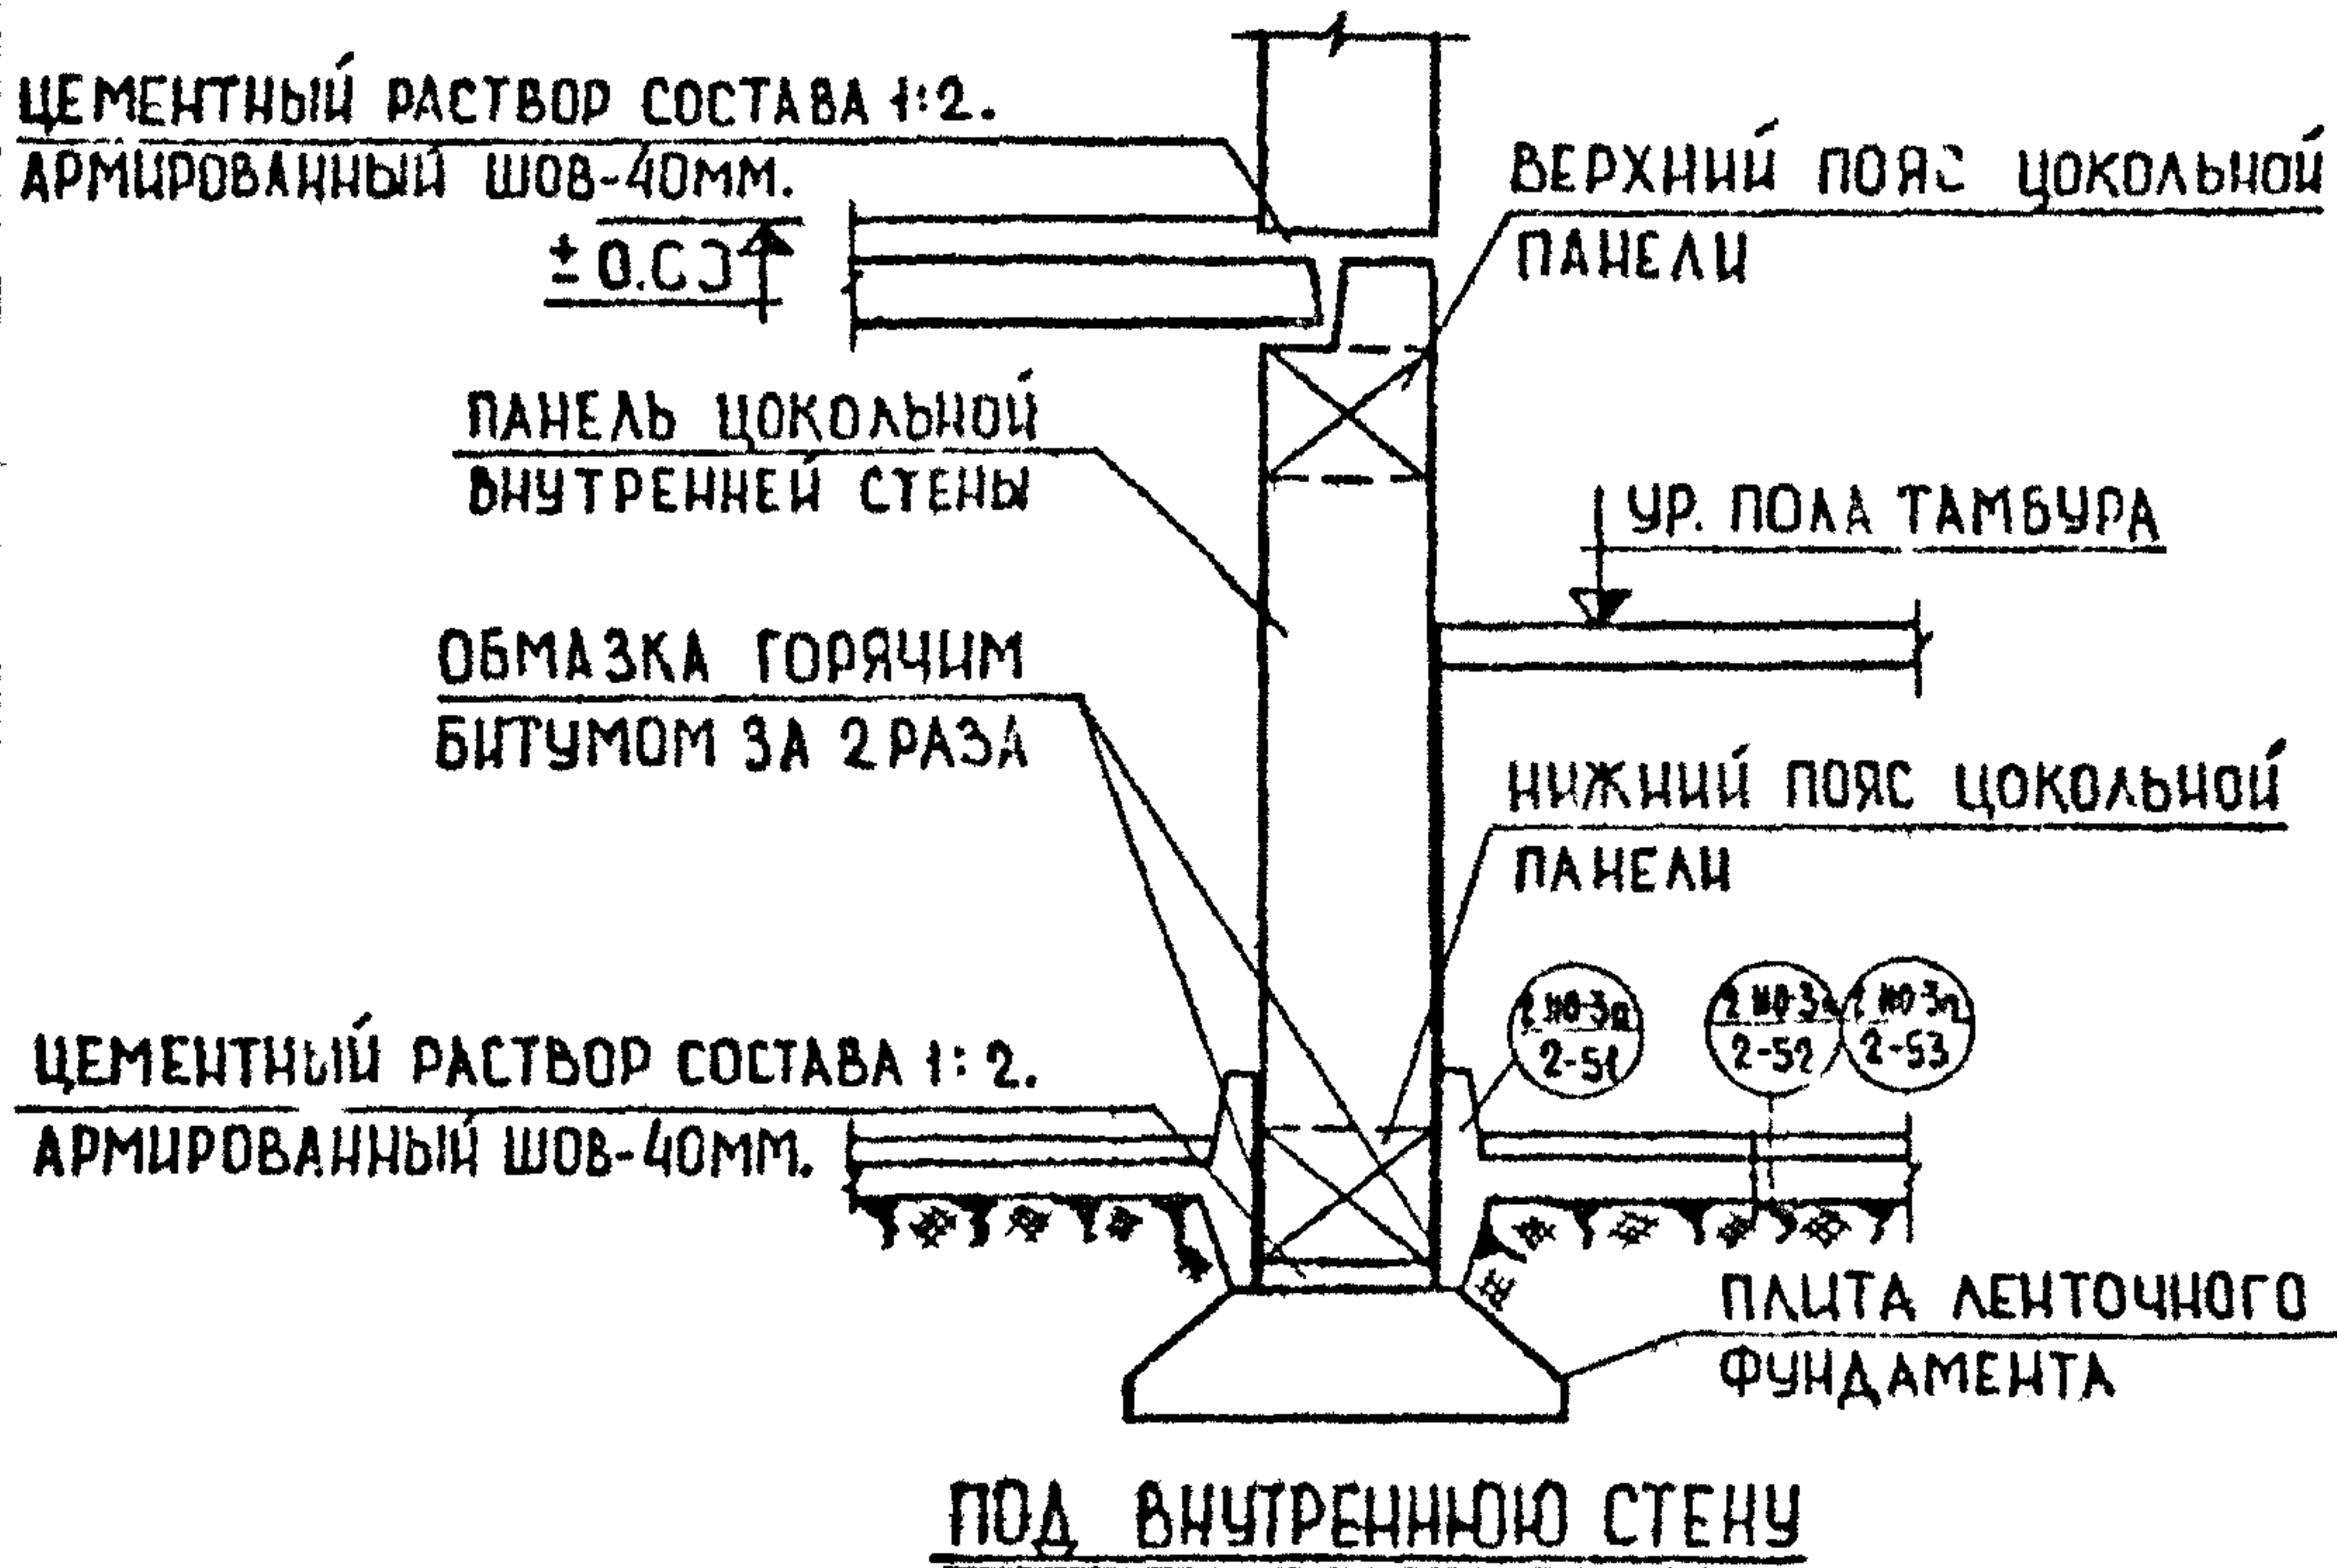 ЦЕМЕНТНЫЙ РАСТВОР СОСТАВА 1:2.
АРМИРОВАННЫЙ ШОВ-40ММ.
ВЕРХНИЙ ПОЯС ЦОКОЛЬНОЙ
ПАНЕЛИ
ПАНЕЛЬ ЦОКОЛЬНОЙ
ВНУТРЕННЕЙ СТЕНЫ
УР. ПОЛА ТАМБУРА
ОБМАЗКА ГОРЯЧИМ
БИТУМОМ ЗА 2 РАЗА
НИЖНИЙ ПОЯС ЦОКОЛЬНОЙ
ПАНЕЛИ
2-51
2-52
2-53
ЦЕМЕНТНЫЙ РАСТВОР СОСТАВА 1:2.
АРМИРОВАННЫЙ ШОВ-40ММ.
ПЛИТА ЛЕНТОЧНОГО
ФУНДАМЕНТА
ПОД ВНУТРЕННЮЮ СТЕНУ